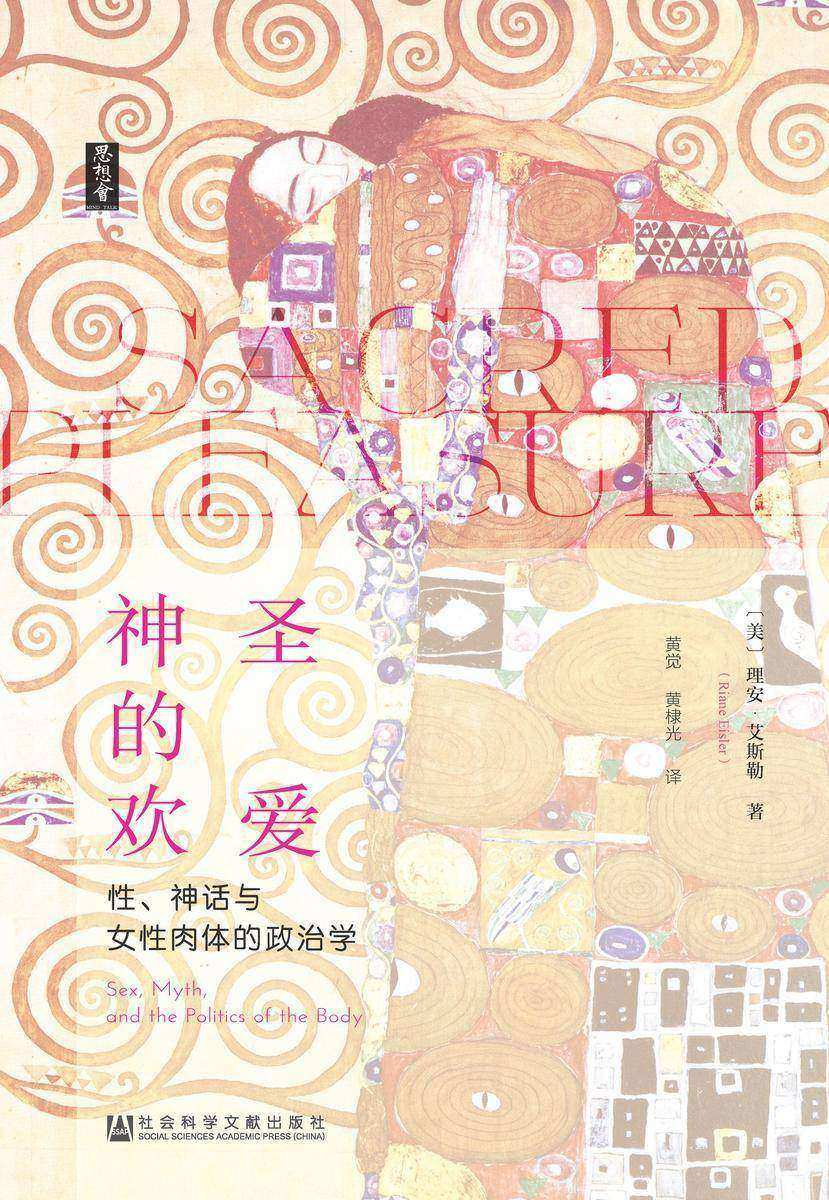 思想會
MIND TALK
SACRED
PLEASURE
神圣
的
欢爱
〔美〕理安·艾斯勒 著
（Riane Eisler）
黄觉 黄棣光 译
性、神话与
女性肉体的政治学
Sex, Myth,
and the Politics of the Body
SSAP
社会科学文献出版社
SOCIAL SCIENCES ACADEMIC PRESS (CHINA)